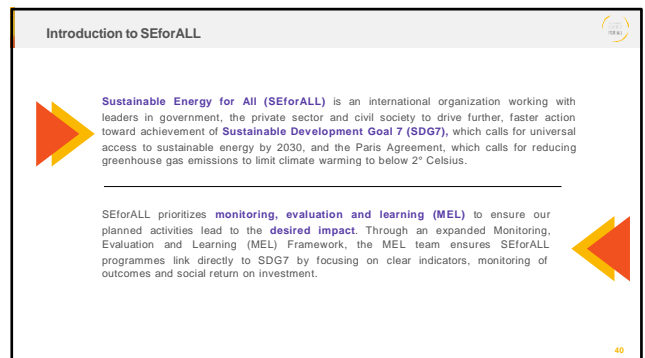 Introduction to SEforALL
FOR ALL
Sustainable Energy for All (SEforALL) is an international organization working with
leaders in government, the private sector and civil society to drive further, faster action
toward achievement of Sustainable Development Goal 7 (SDG7), which calls for universal
access to sustainable energy by 2030, and the Paris Agreement, which calls for reducing
greenhouse gas emissions to limit climate warming to below 2° Celsius.
SEforALL prioritizes monitoring, evaluation and learning (MEL) to ensure our
planned activities lead to the desired impact. Through an expanded Monitoring,
Evaluation and Learning (MEL) Framework, the MEL team ensures SEforALL
programmes link directly to SDG7 by focusing on clear indicators, monitoring of
outcomes and social return on investment.
40